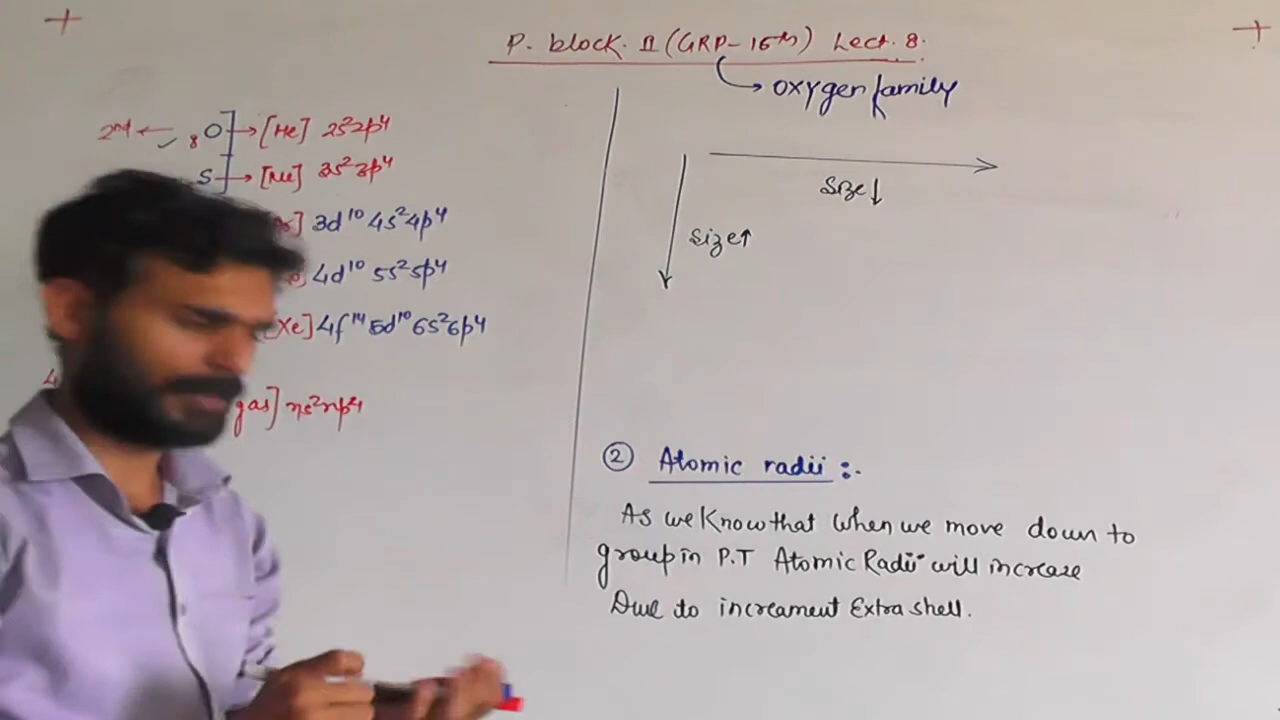 P. block. II (GRP-16th) Lect. 8.
oxygen family
2nd ← 8 O → [He] 2s²2p⁴
S → [Ne] 3s²3p⁴
3d¹⁰ 4s²4p⁴
4d¹⁰ 5s²5p⁴
Xe] 4f¹⁴ 5d¹⁰ 6s²6p⁴
gas] ns²np⁴
Size↓
Size↑
② Atomic radii :-
As we know that when we move down to
group in P.T Atomic Radii will increase
Due to increament Extra shell.